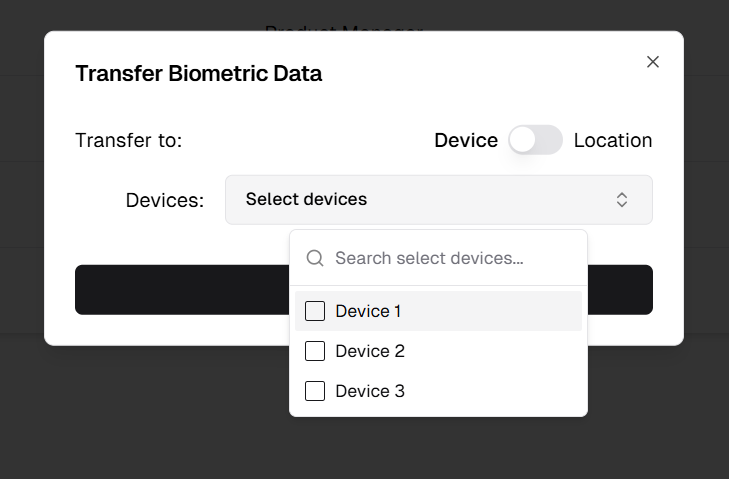 Product Manager
Transfer Biometric Data
Transfer to:
Device
Location
Devices:
Select devices
Search select devices...
Device 1
Device 2
Device 3